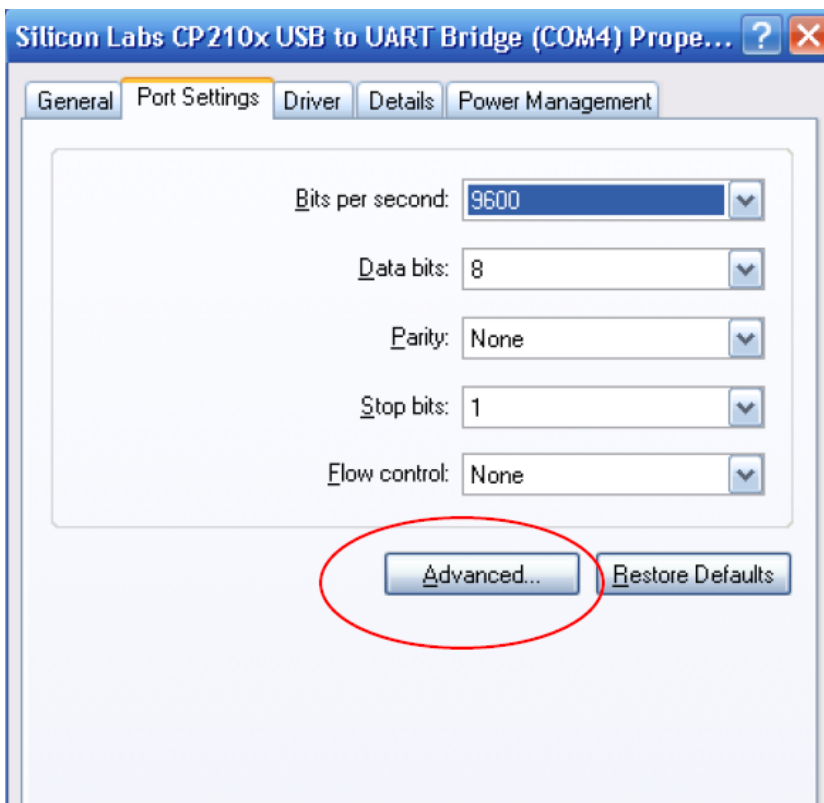 Silicon Labs CP210x USB to UART Bridge (COM4) Prope...
General Port Settings Driver Details Power Management
Bits per second: 9600
Data bits: 8
Parity: None
Stop bits: 1
Flow control: None
Advanced... Restore Defaults